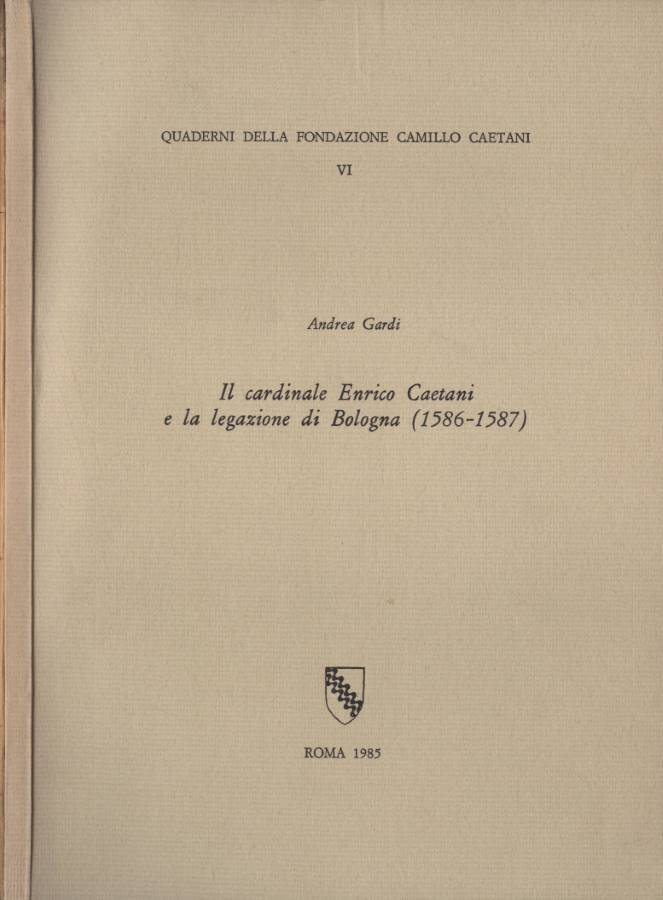 QUADERNI DELLA FONDAZIONE CAMILLO CAETANI
VI
Andrea Gardi
Il cardinale Enrico Caetani
e la legazione di Bologna (1586-1587)
ROMA 1985